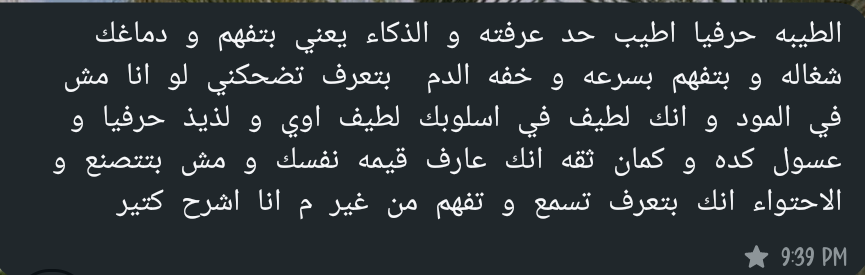 الطيبه حرفيا اطيب حد عرفته و الذكاء يعني بتفهم و دماغك
شغاله و بتفهم بسرعه و خفه الدم بتعرف تضحكني لو انا مش
في المود و انك لطيف في اسلوبك لطيف اوي و لذيذ حرفيا و
عسول كده و كمان ثقه انك عارف قيمه نفسك و مش بتتصنع و
الاحتواء انك بتعرف تسمع و تفهم من غير م انا اشرح كتير
9:39 PM